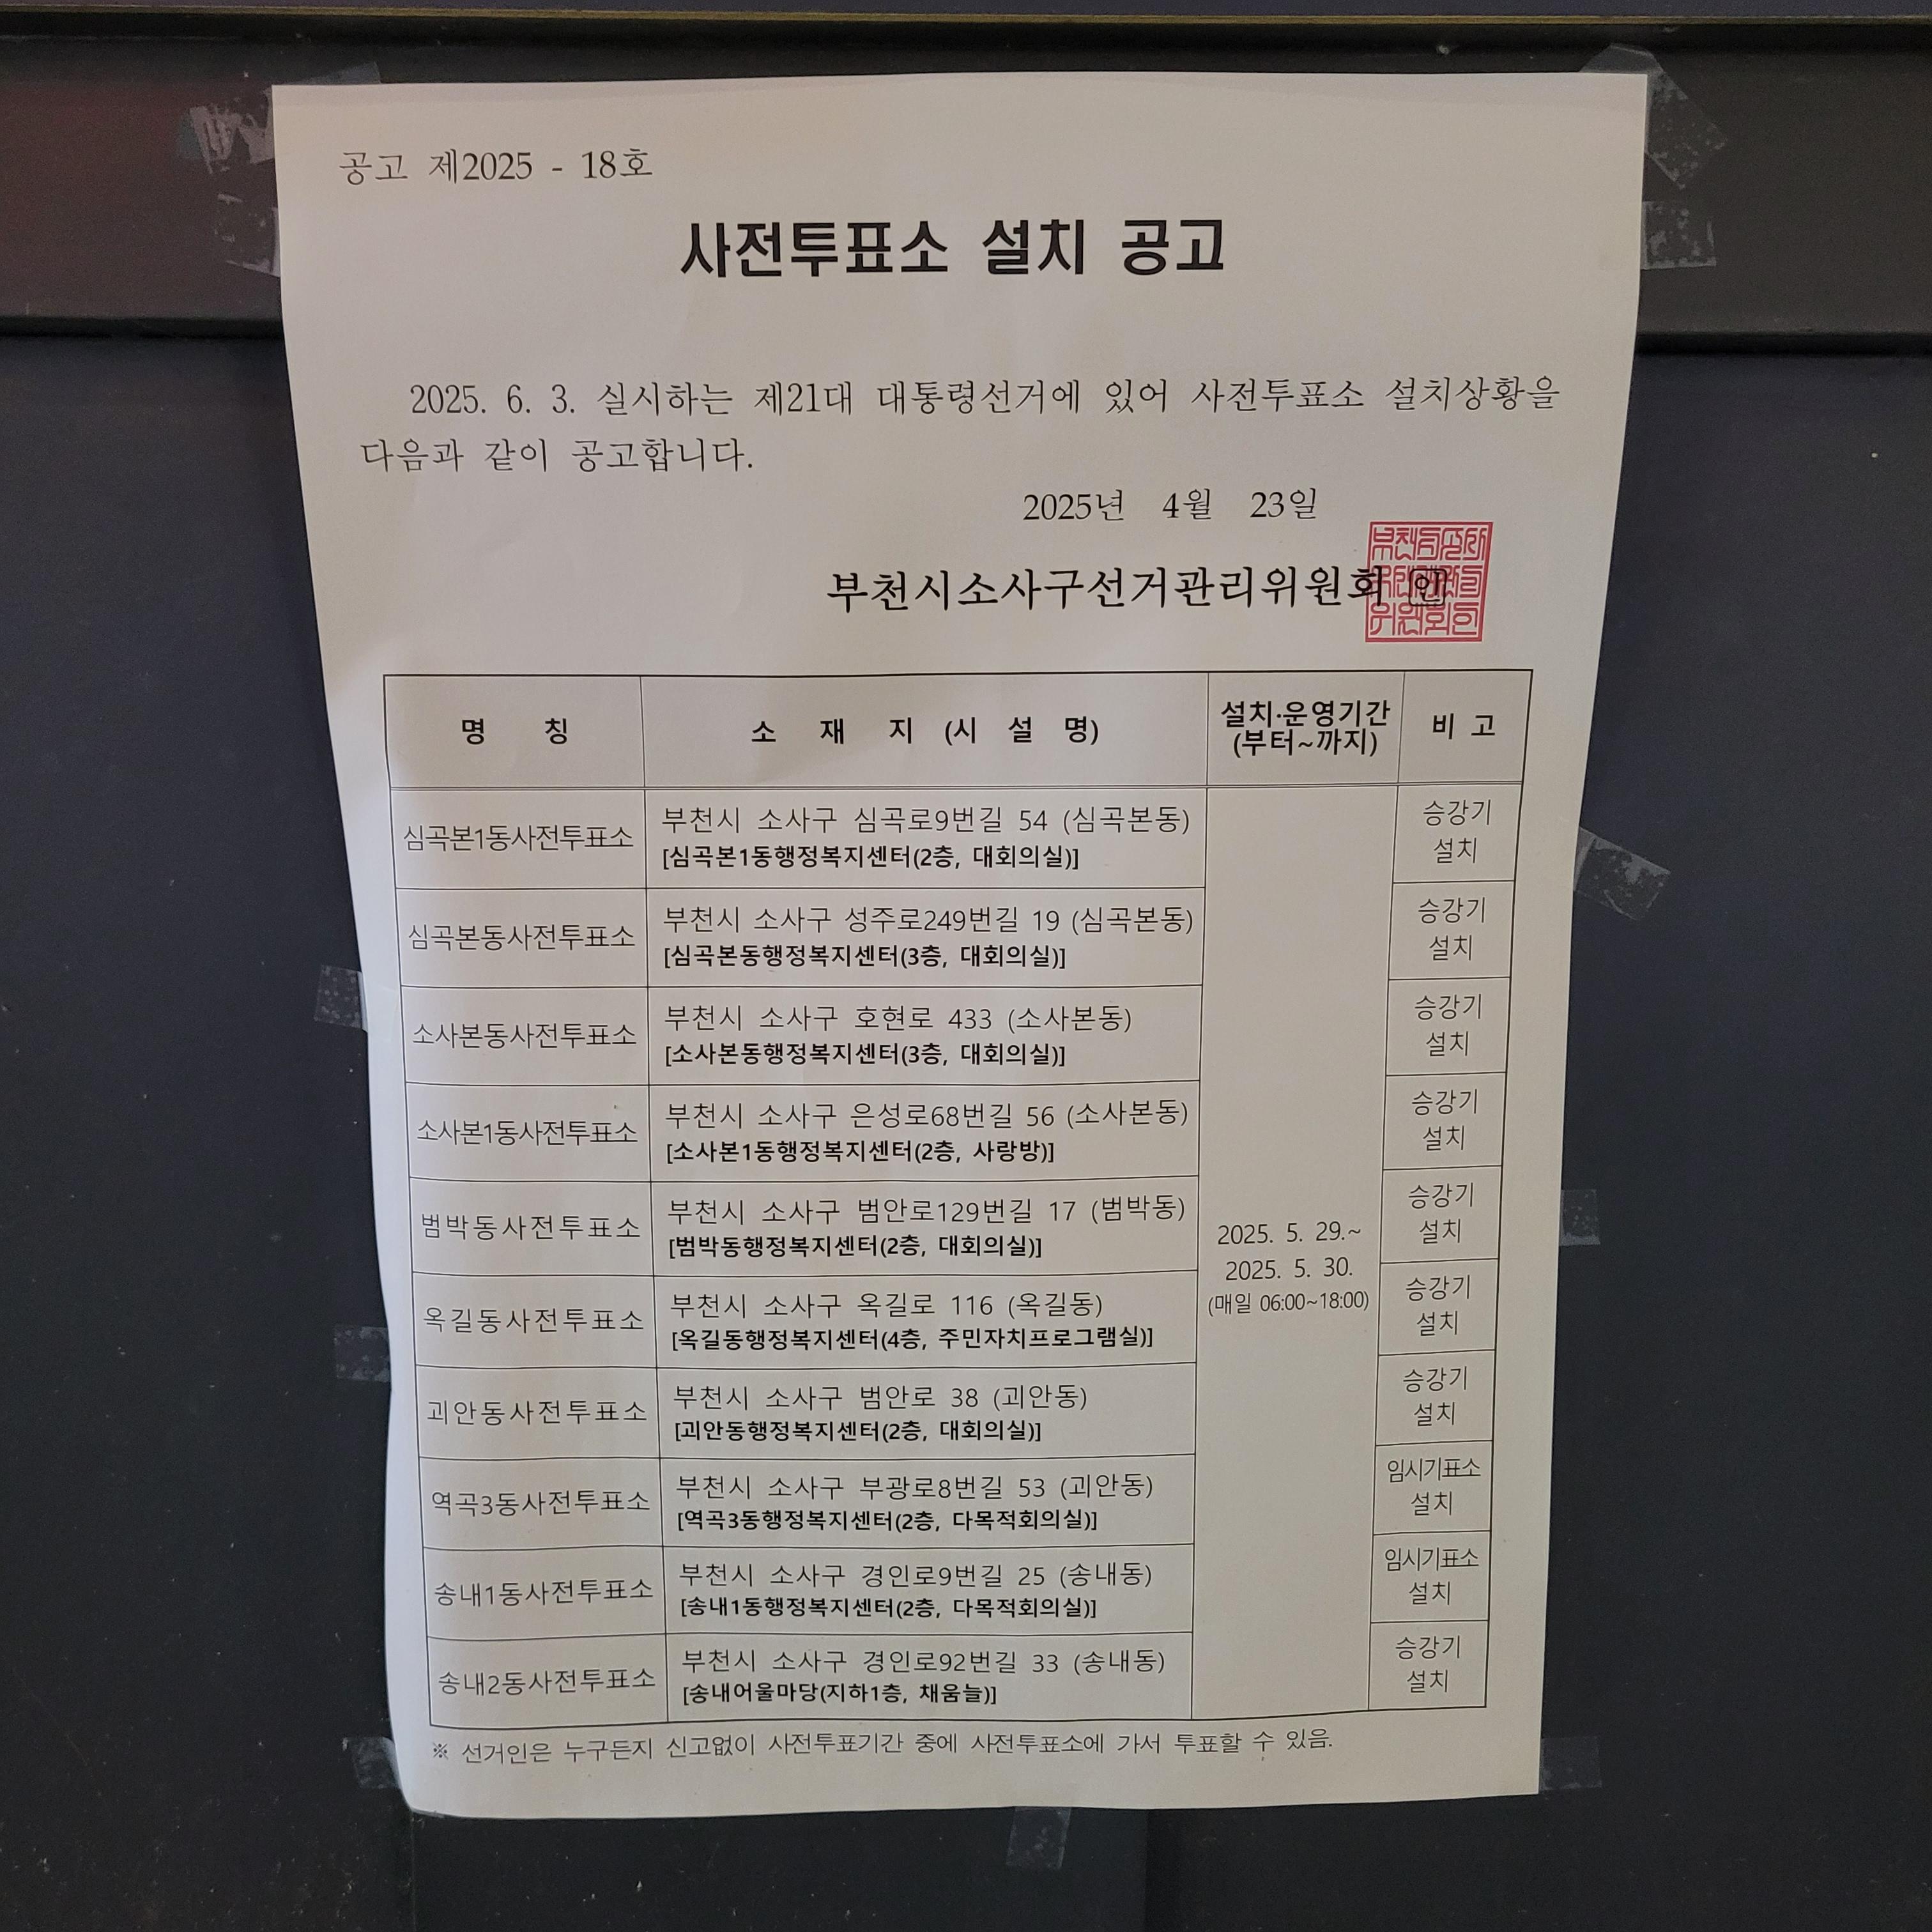 공고 제2025 - 18호
사전투표소 설치 공고
2025. 6. 3. 실시하는 제21대 대통령선거에 있어 사전투표소 설치상황을
다음과 같이 공고합니다.
2025년 4월 23일
부천시소사구선거관리위원회 인
명 칭
소 재 지 (시 설 명)
설치·운영기간
(부터~까지)
비 고
심곡본1동사전투표소
부천시 소사구 심곡로9번길 54 (심곡본동)
[심곡본1동행정복지센터(2층, 대회의실)]
승강기
설치
심곡본동사전투표소
부천시 소사구 성주로249번길 19 (심곡본동)
[심곡본동행정복지센터(3층, 대회의실)]
승강기
설치
소사본동사전투표소
부천시 소사구 호현로 433 (소사본동)
[소사본동행정복지센터(3층, 대회의실)]
승강기
설치
소사본1동사전투표소
부천시 소사구 은성로68번길 56 (소사본동)
[소사본1동행정복지센터(2층, 사랑방)]
승강기
설치
범박동사전투표소
부천시 소사구 범안로129번길 17 (범박동)
[범박동행정복지센터(2층, 대회의실)]
2025. 5. 29.~
2025. 5. 30.
(매일 06:00~18:00)
승강기
설치
옥길동사전투표소
부천시 소사구 옥길로 116 (옥길동)
[옥길동행정복지센터(4층, 주민자치프로그램실)]
승강기
설치
괴안동사전투표소
부천시 소사구 범안로 38 (괴안동)
[괴안동행정복지센터(2층, 대회의실)]
승강기
설치
역곡3동사전투표소
부천시 소사구 부광로8번길 53 (괴안동)
[역곡3동행정복지센터(2층, 다목적회의실)]
임시기표소
설치
송내1동사전투표소
부천시 소사구 경인로9번길 25 (송내동)
[송내1동행정복지센터(2층, 다목적회의실)]
임시기표소
설치
송내2동사전투표소
부천시 소사구 경인로92번길 33 (송내동)
[송내어울마당(지하1층, 채움늘)]
승강기
설치
※ 선거인은 누구든지 신고없이 사전투표기간 중에 사전투표소에 가서 투표할 수 있음.